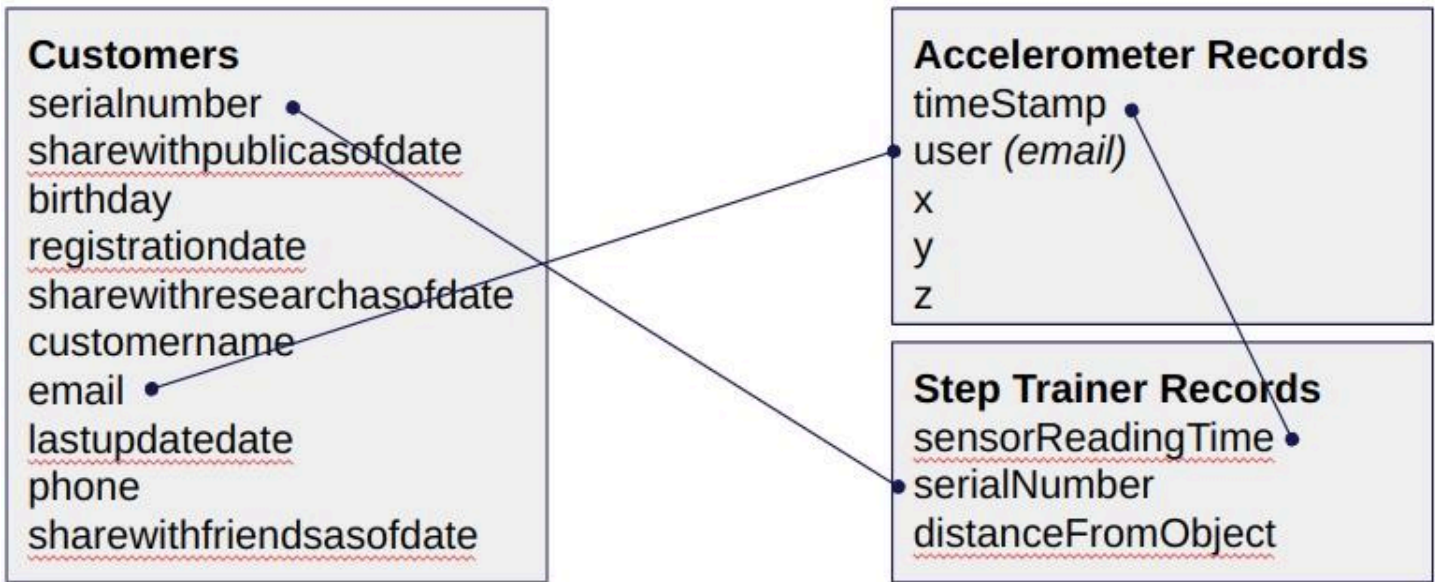 Customers
serialnumber
sharewithpublicasofdate
birthday
registrationdate
sharewithresearchasofdate
customername
email
lastupdatedate
phone
sharewithfriendsasofdate
Accelerometer Records
timeStamp
user (email)
x
y
z
Step Trainer Records
sensorReadingTime
serialNumber
distanceFromObject